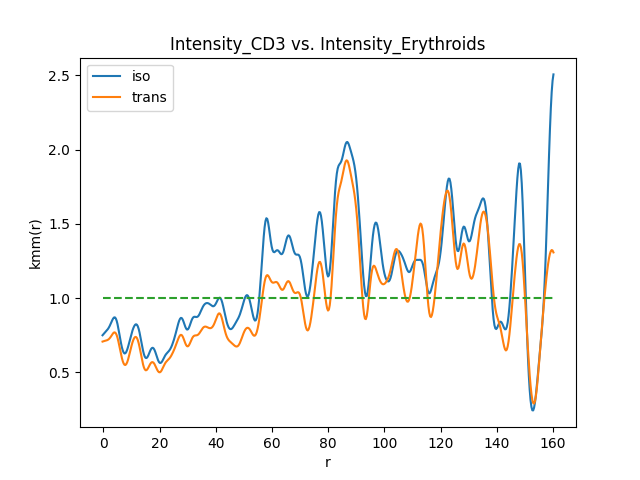 Intensity_CD3 vs. Intensity_Erythroids
iso
trans
kmm(r)
2.5
2.0
1.5
1.0
0.5
0 20 40 60 80 100 120 140 160
r